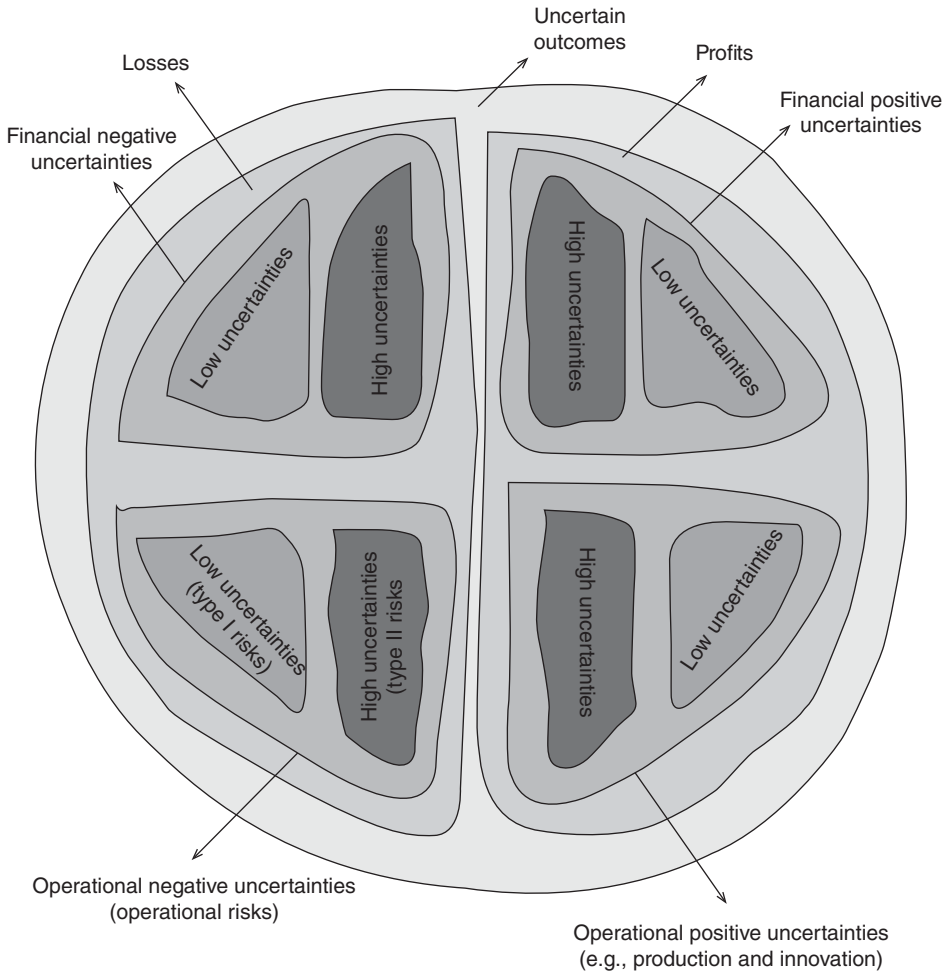 Uncertain
outcomes
Losses
Profits
Financial negative
uncertainties
Financial positive
uncertainties
Low uncertainties
High uncertainties
High uncertainties
Low uncertainties
Low uncertainties
(type I risks)
High uncertainties
(type II risks
High uncertainties
Low uncertainties
Operational negative uncertainties
(operational risks)
Operational positive uncertainties
(e.g., production and innovation)